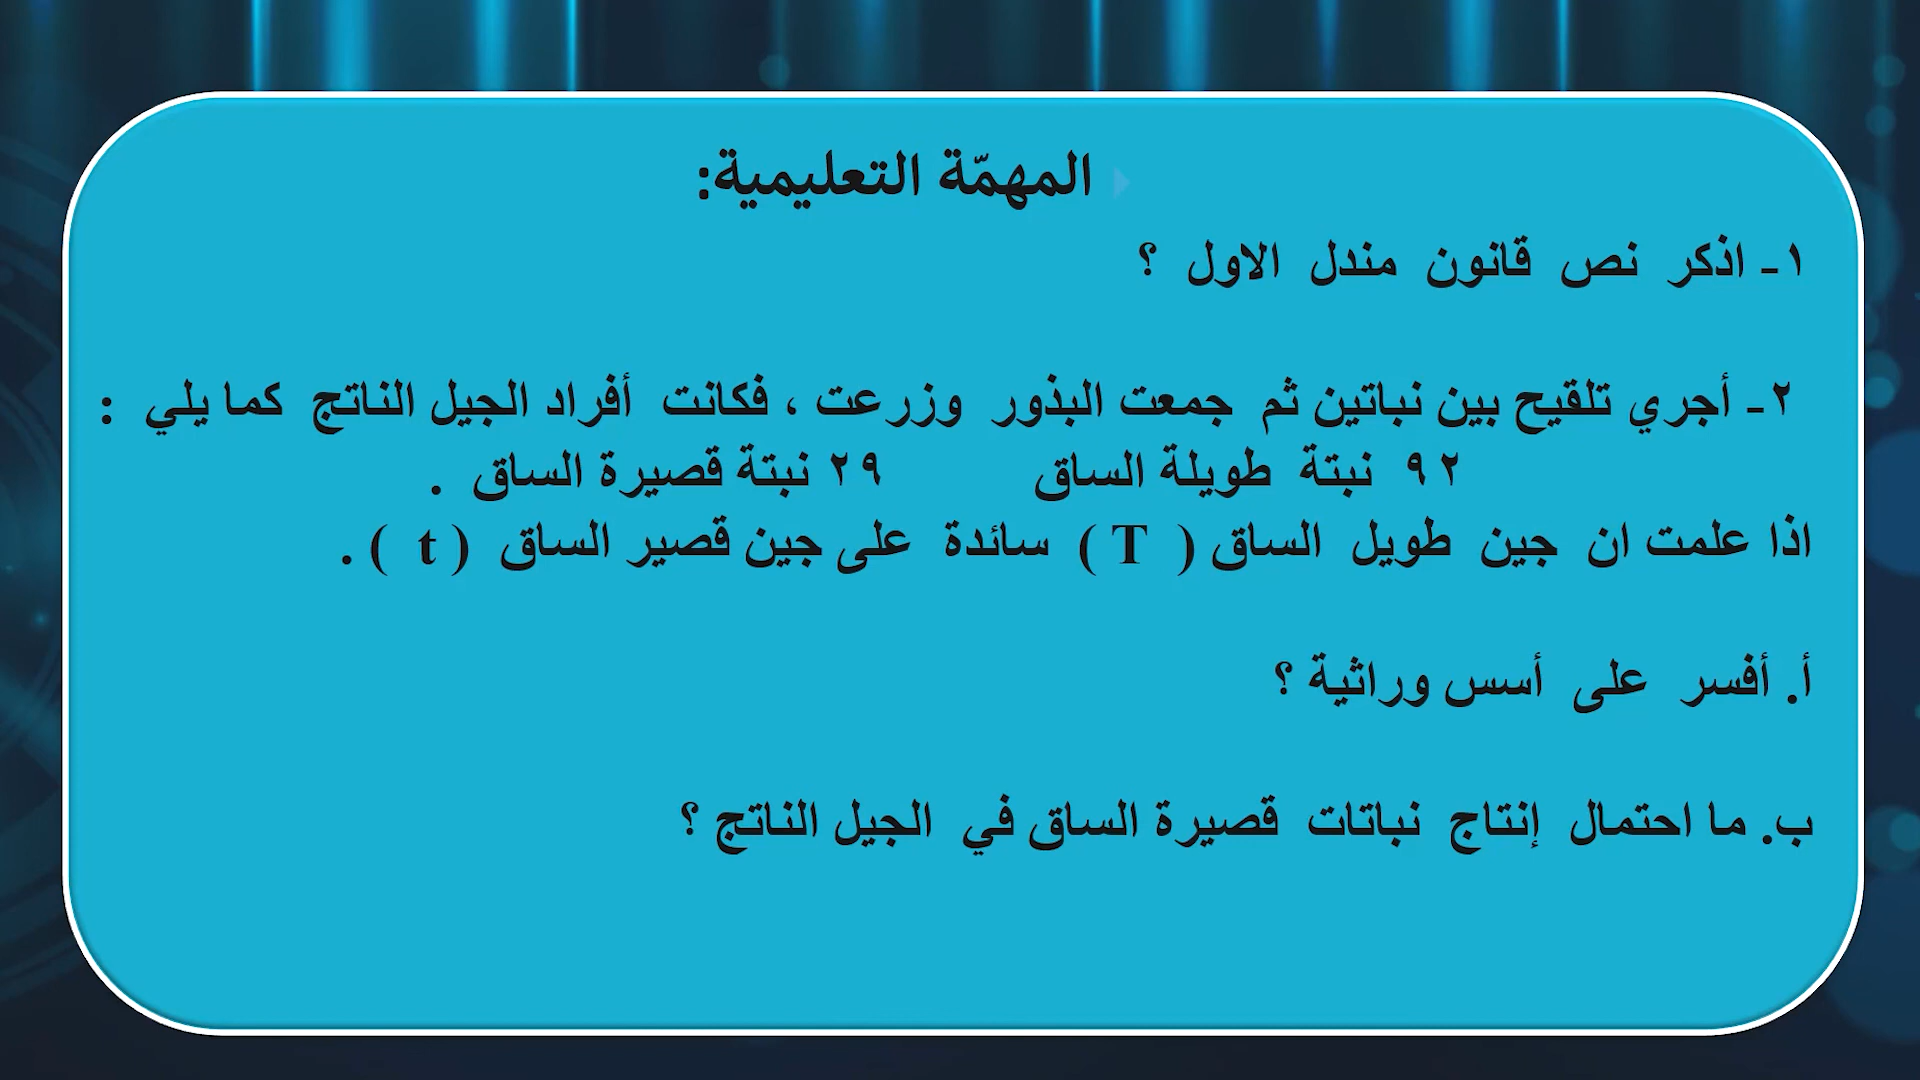 المهمّة التعليمية:
١- اذكر نص قانون مندل الاول ؟
٢- أجري تلقيح بين نباتين ثم جمعت البذور وزرعت ، فكانت أفراد الجيل الناتج كما يلي :
٩٢ نبتة طويلة الساق ٢٩ نبتة قصيرة الساق .
اذا علمت ان جين طويل الساق ( T ) سائدة على جين قصير الساق ( t ) .
أ. أفسر على أسس وراثية ؟
ب. ما احتمال إنتاج نباتات قصيرة الساق في الجيل الناتج ؟